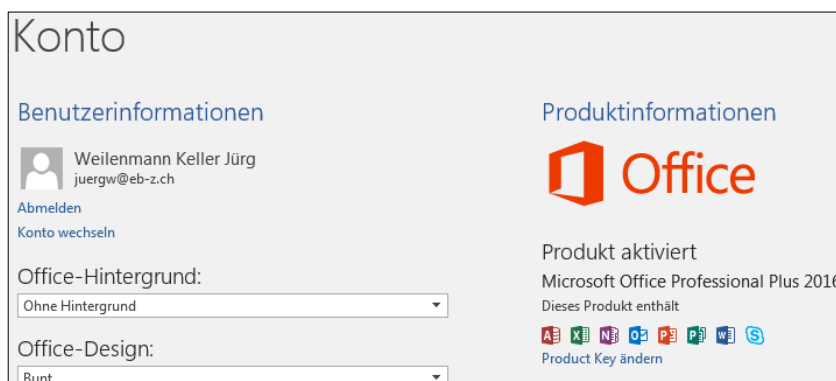 Konto
Benutzerinformationen
Weilenmann Keller Jürg
juergw@eb-z.ch
Abmelden
Konto wechseln
Office-Hintergrund:
Ohne Hintergrund
Office-Design:
Bunt
Produktinformationen
Office
Produkt aktiviert
Microsoft Office Professional Plus 2016
Dieses Produkt enthält
Product Key ändern